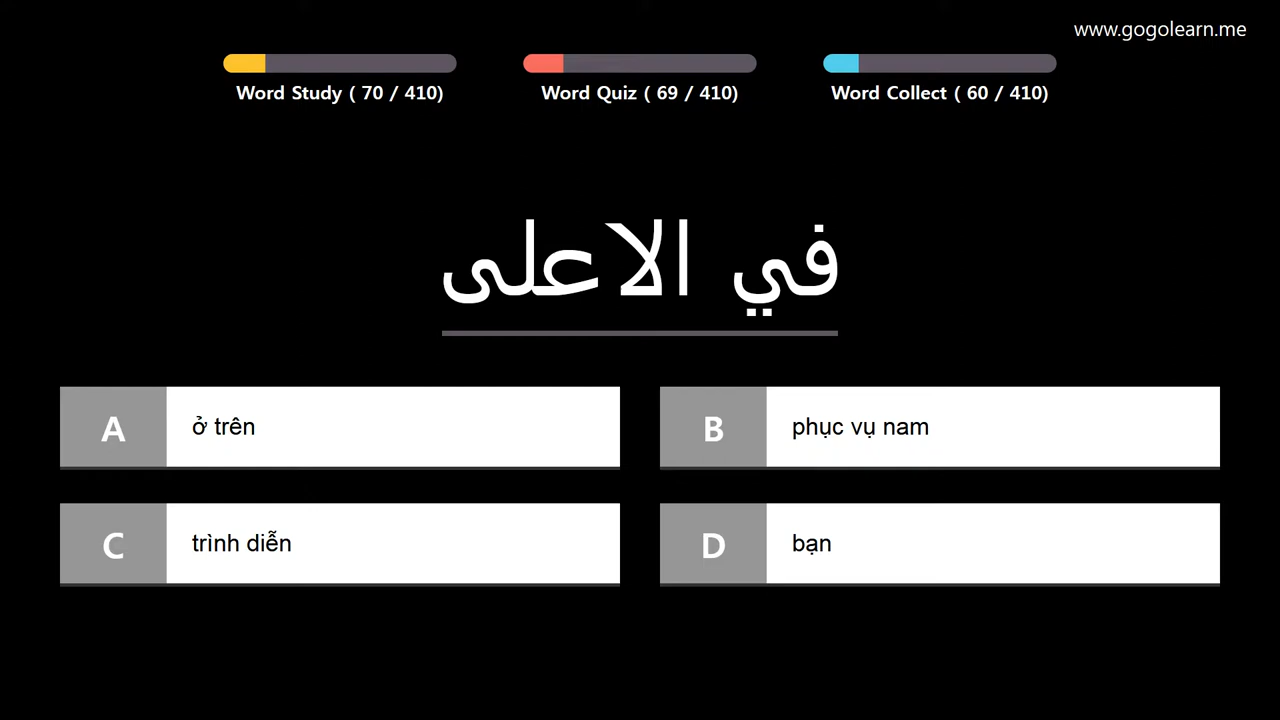 www.gogolearn.me
Word Study ( 70 / 410)
Word Quiz ( 69 / 410)
Word Collect ( 60 / 410)
في الاعلى
A ở trên
B phục vụ nam
C trình diễn
D bạn